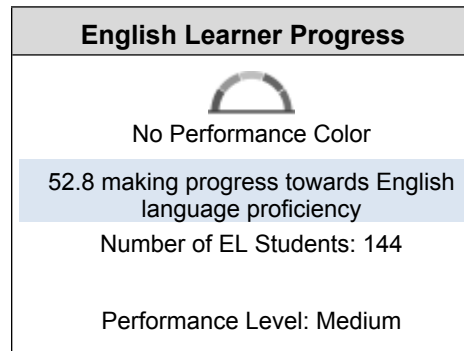 English Learner Progress
No Performance Color
52.8 making progress towards English
language proficiency
Number of EL Students: 144
Performance Level: Medium